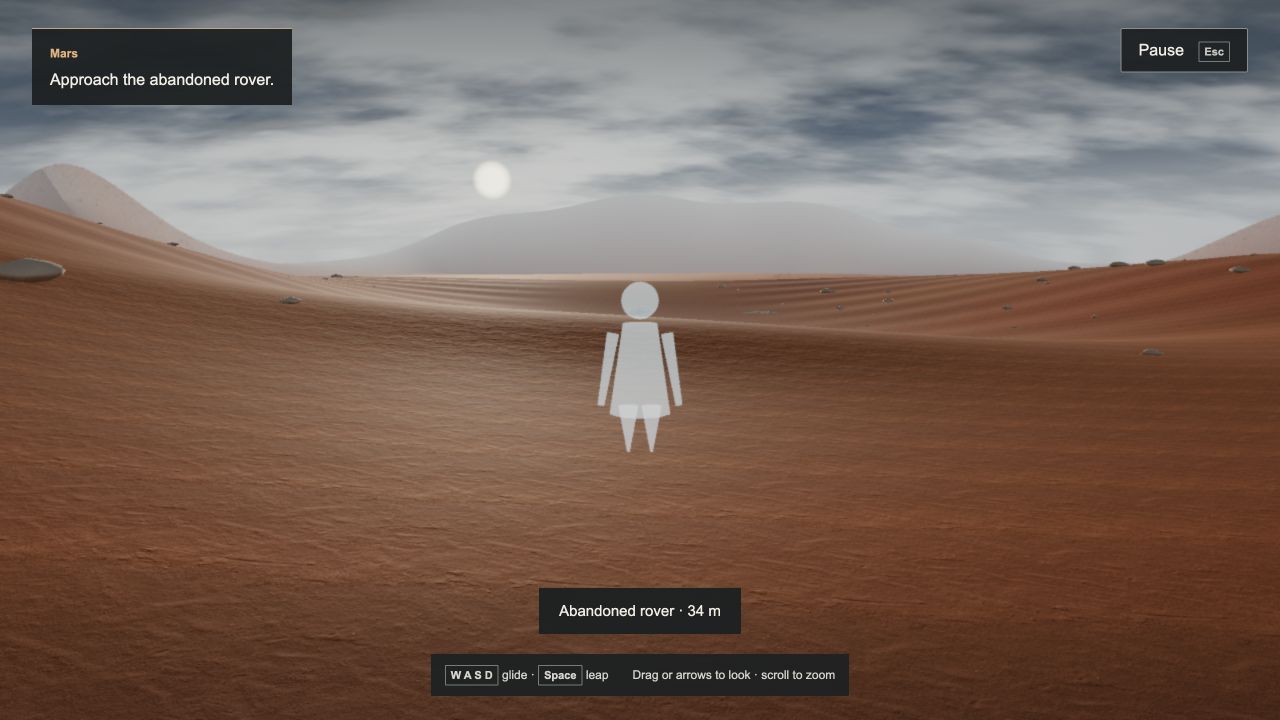 Mars
Approach the abandoned rover.
Pause Esc
Abandoned rover · 34 m
W A S D glide · Space leap Drag or arrows to look · scroll to zoom